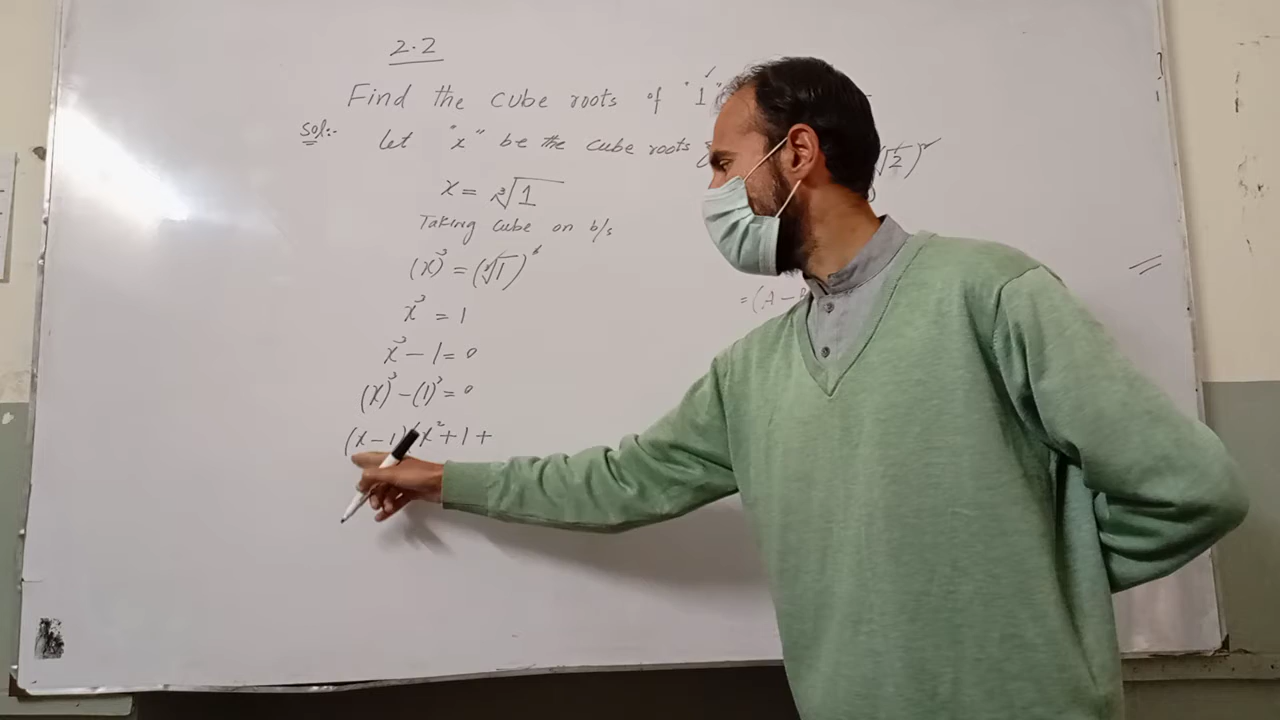 2.2
Find the cube roots of "1"
Sol:- Let "x" be the cube roots
x = ∛1
Taking cube on b/s
(x)³ = (∛1)³
x³ = 1
x³ - 1 = 0
(x)³ - (1)³ = 0
(x - 1)(x² + 1 +
= (A -